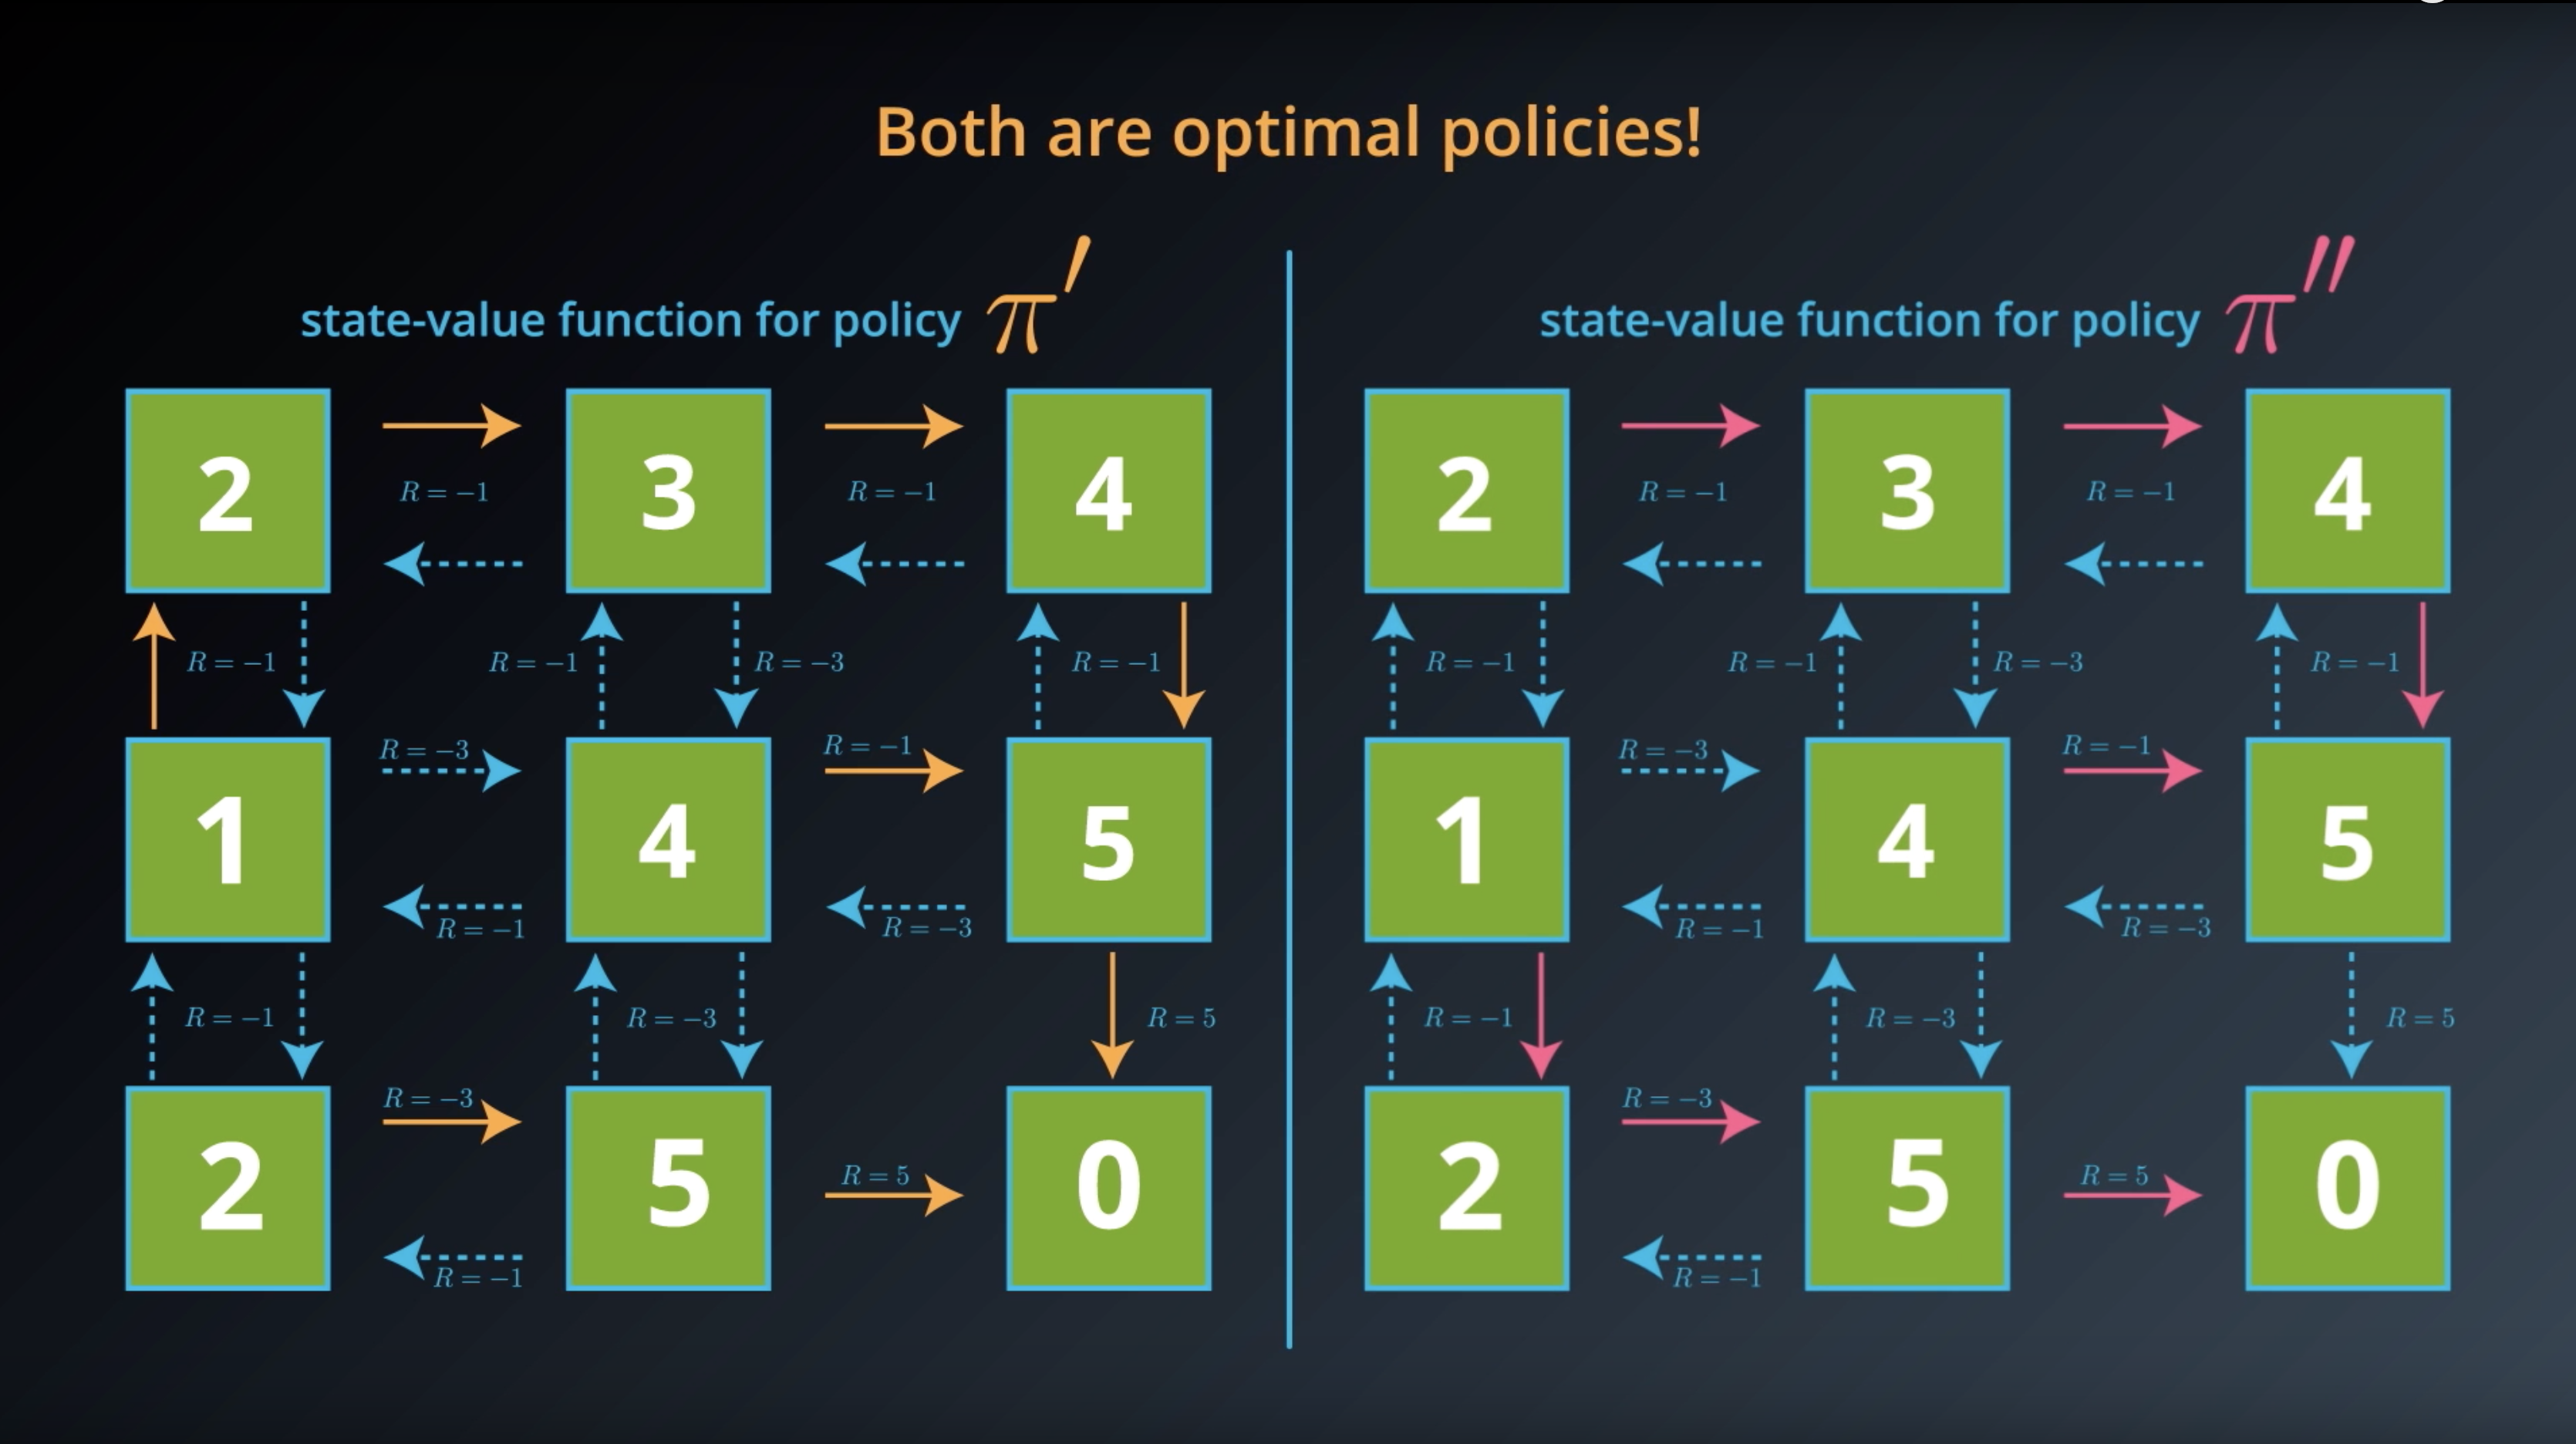 Both are optimal policies!
state-value function for policy π′
state-value function for policy π″
2 3 4
R = −1 R = −1
R = −1 R = −1 R = −3 R = −1
R = −3 R = −1
1 4 5
R = −1 R = −3
R = −1 R = −3 R = 5
R = −3
2 5 0
R = 5
R = −1
2 3 4
R = −1 R = −1
R = −1 R = −1 R = −3 R = −1
R = −3 R = −1
1 4 5
R = −1 R = −3
R = −1 R = −3 R = 5
R = −3
2 5 0
R = 5
R = −1